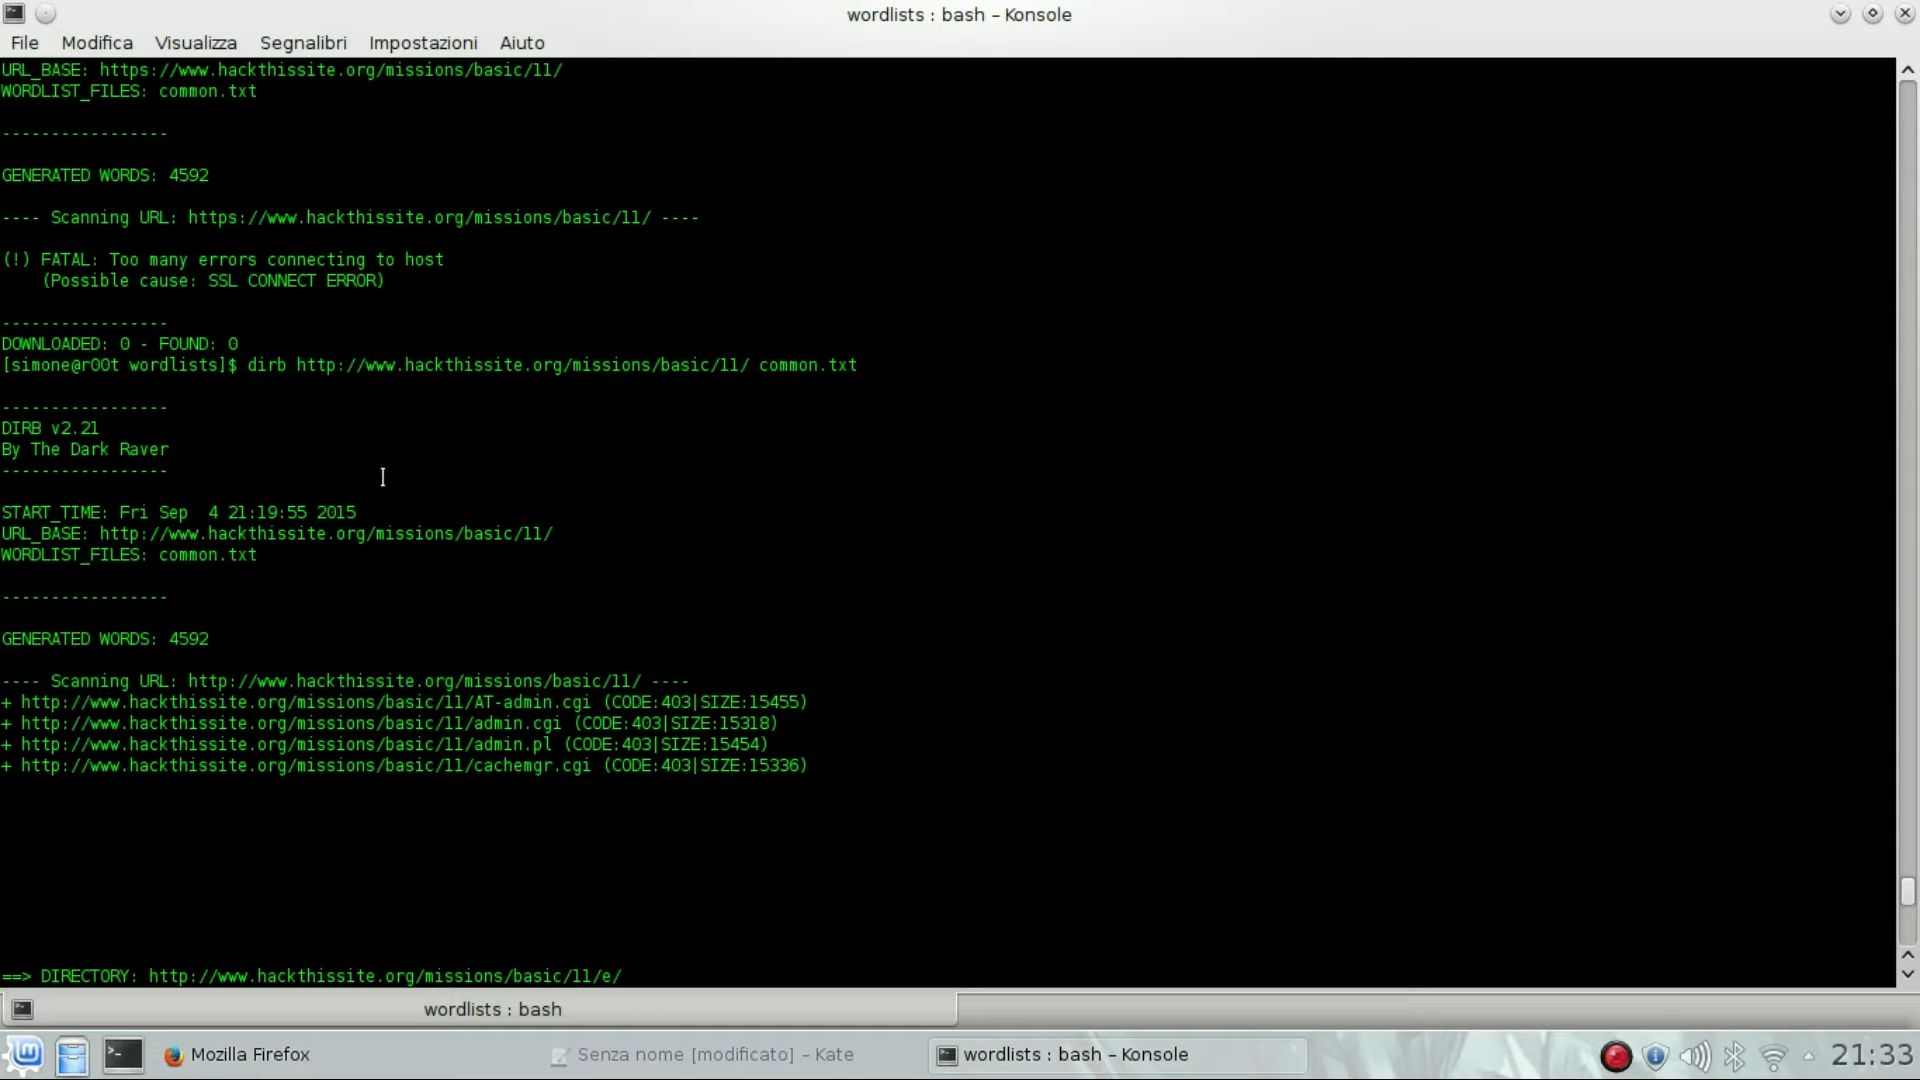 wordlists : bash – Konsole
File Modifica Visualizza Segnalibri Impostazioni Aiuto
URL_BASE: https://www.hackthissite.org/missions/basic/11/
WORDLIST_FILES: common.txt
-----------------
GENERATED WORDS: 4592
---- Scanning URL: https://www.hackthissite.org/missions/basic/11/ ----
(!) FATAL: Too many errors connecting to host
(Possible cause: SSL CONNECT ERROR)
-----------------
DOWNLOADED: 0 - FOUND: 0
[simone@r00t wordlists]$ dirb http://www.hackthissite.org/missions/basic/11/ common.txt
-----------------
DIRB v2.21
By The Dark Raver
-----------------
START_TIME: Fri Sep  4 21:19:55 2015
URL_BASE: http://www.hackthissite.org/missions/basic/11/
WORDLIST_FILES: common.txt
-----------------
GENERATED WORDS: 4592
---- Scanning URL: http://www.hackthissite.org/missions/basic/11/ ----
+ http://www.hackthissite.org/missions/basic/11/AT-admin.cgi (CODE:403|SIZE:15455)
+ http://www.hackthissite.org/missions/basic/11/admin.cgi (CODE:403|SIZE:15318)
+ http://www.hackthissite.org/missions/basic/11/admin.pl (CODE:403|SIZE:15454)
+ http://www.hackthissite.org/missions/basic/11/cachemgr.cgi (CODE:403|SIZE:15336)
==> DIRECTORY: http://www.hackthissite.org/missions/basic/11/e/
wordlists : bash
Mozilla Firefox
Senza nome [modificato] – Kate
wordlists : bash – Konsole
21:33